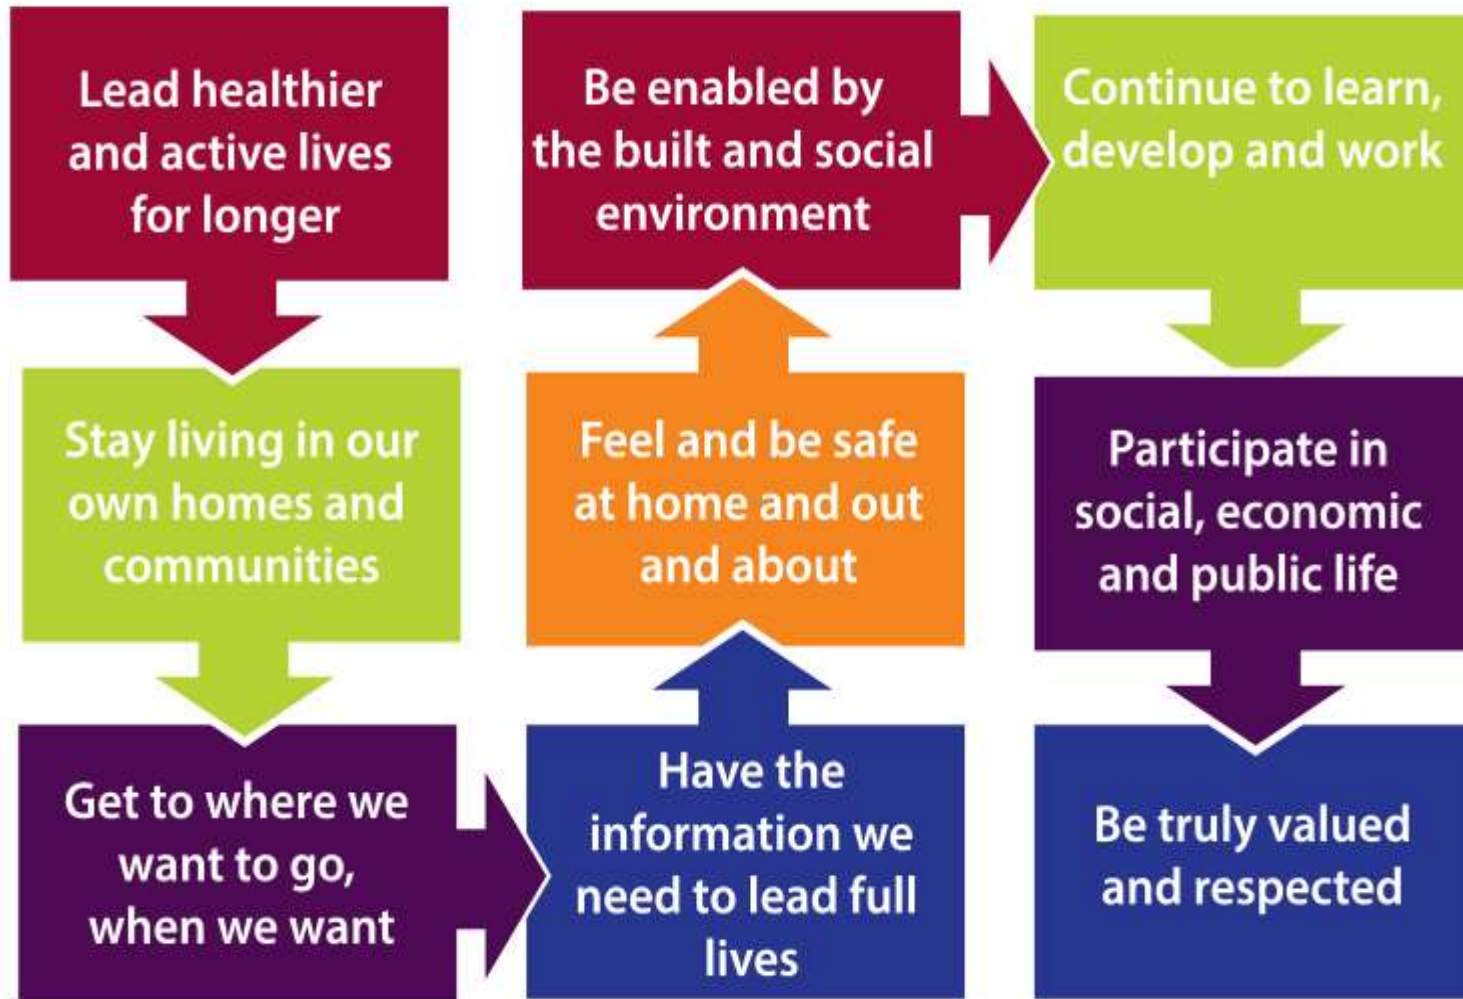 Lead healthier
and active lives
for longer
Stay living in our
own homes and
communities
Get to where we
want to go,
when we want
Have the
information we
need to lead full
lives
Feel and be safe
at home and out
and about
Be enabled by
the built and social
environment
Continue to learn,
develop and work
Participate in
social, economic
and public life
Be truly valued
and respected